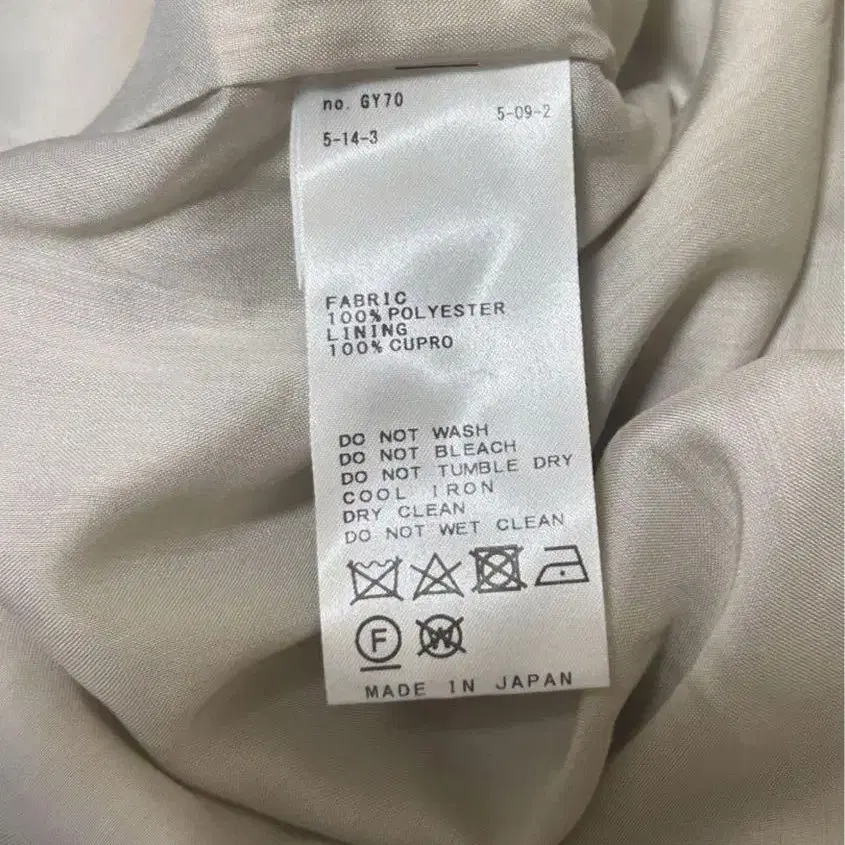 no. GY70
5-09-2
5-14-3
FABRIC
100% POLYESTER
LINING
100% CUPRO
DO NOT WASH
DO NOT BLEACH
DO NOT TUMBLE DRY
COOL IRON
DRY CLEAN
DO NOT WET CLEAN
F W
MADE IN JAPAN